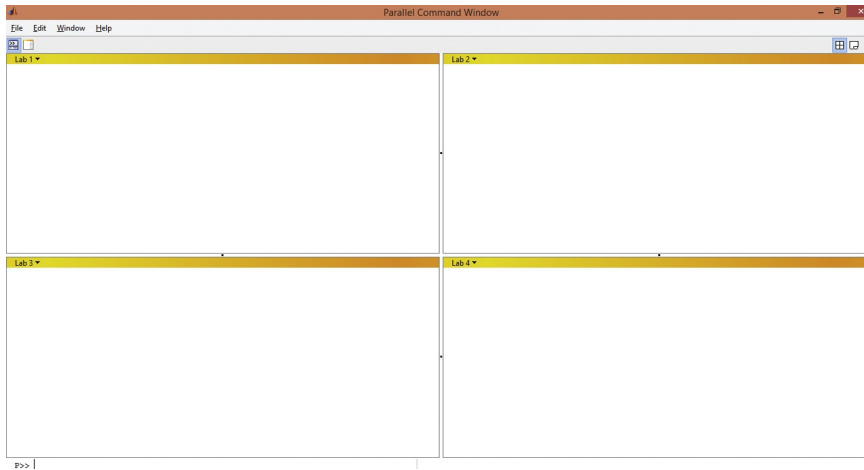 Parallel Command Window
File Edit Window Help
Lab 1
Lab 2
Lab 3
Lab 4
P>>